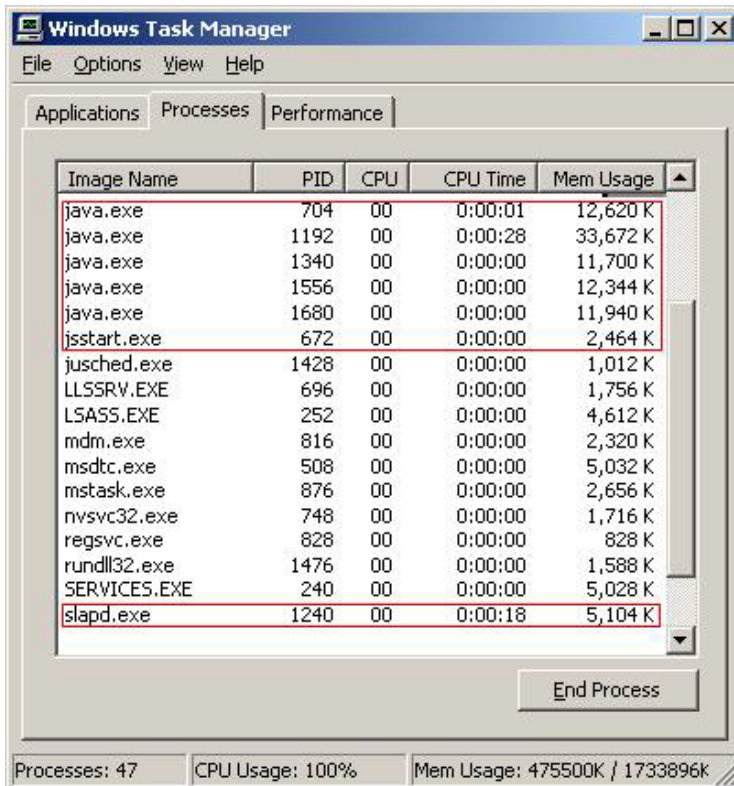 Windows Task Manager
File Options View Help
Applications Processes Performance
Image Name PID CPU CPU Time Mem Usage
java.exe 704 00 0:00:01 12,620 K
java.exe 1192 00 0:00:28 33,672 K
java.exe 1340 00 0:00:00 11,700 K
java.exe 1556 00 0:00:00 12,344 K
java.exe 1680 00 0:00:00 11,940 K
jsstart.exe 672 00 0:00:00 2,464 K
jusched.exe 1428 00 0:00:00 1,012 K
LLSSRV.EXE 696 00 0:00:00 1,756 K
LSASS.EXE 252 00 0:00:00 4,612 K
mdm.exe 816 00 0:00:00 2,320 K
msdtc.exe 508 00 0:00:00 5,032 K
mstask.exe 876 00 0:00:00 2,656 K
nvsvc32.exe 748 00 0:00:00 1,716 K
regsvc.exe 828 00 0:00:00 828 K
rundll32.exe 1476 00 0:00:00 1,588 K
SERVICES.EXE 240 00 0:00:00 5,028 K
slapd.exe 1240 00 0:00:18 5,104 K
End Process
Processes: 47 CPU Usage: 100% Mem Usage: 475500K / 1733896K